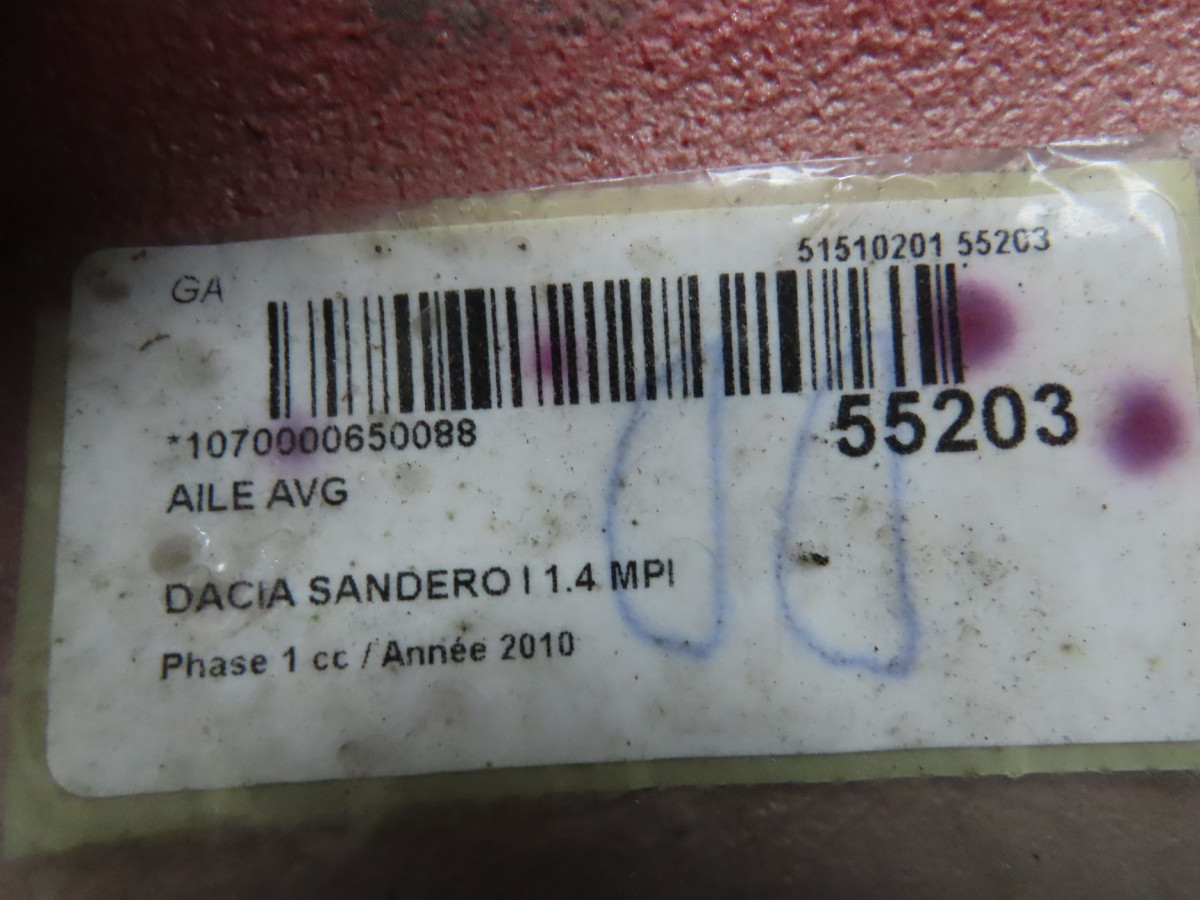 GA
51510201 55203
55203
*1070000650088
AILE AVG
DACIA SANDERO I 1.4 MPI
Phase 1 cc / Année 2010